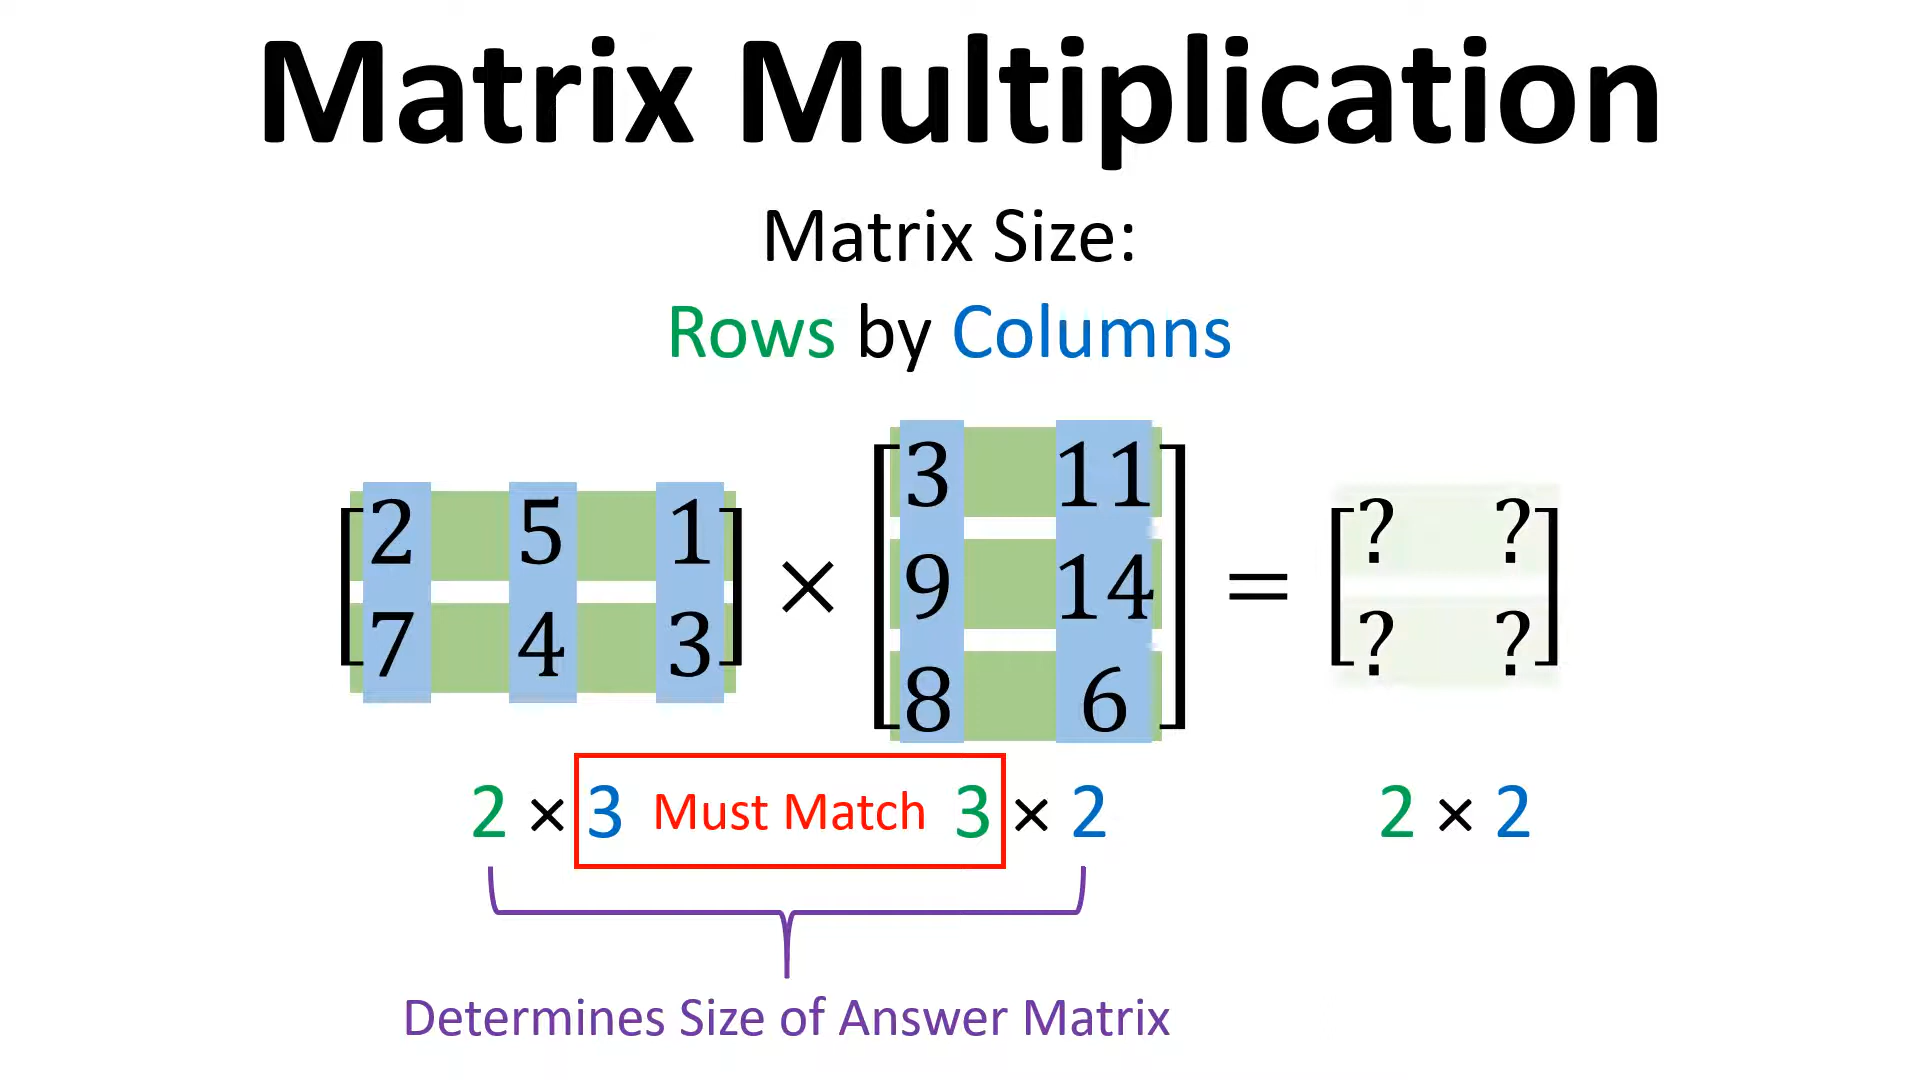 Matrix Multiplication
Matrix Size:
Rows by Columns
[2 5 1
7 4 3] × [3 11
9 14
8 6] = [? ?
? ?]
2 × 3 Must Match 3 × 2 2 × 2
Determines Size of Answer Matrix